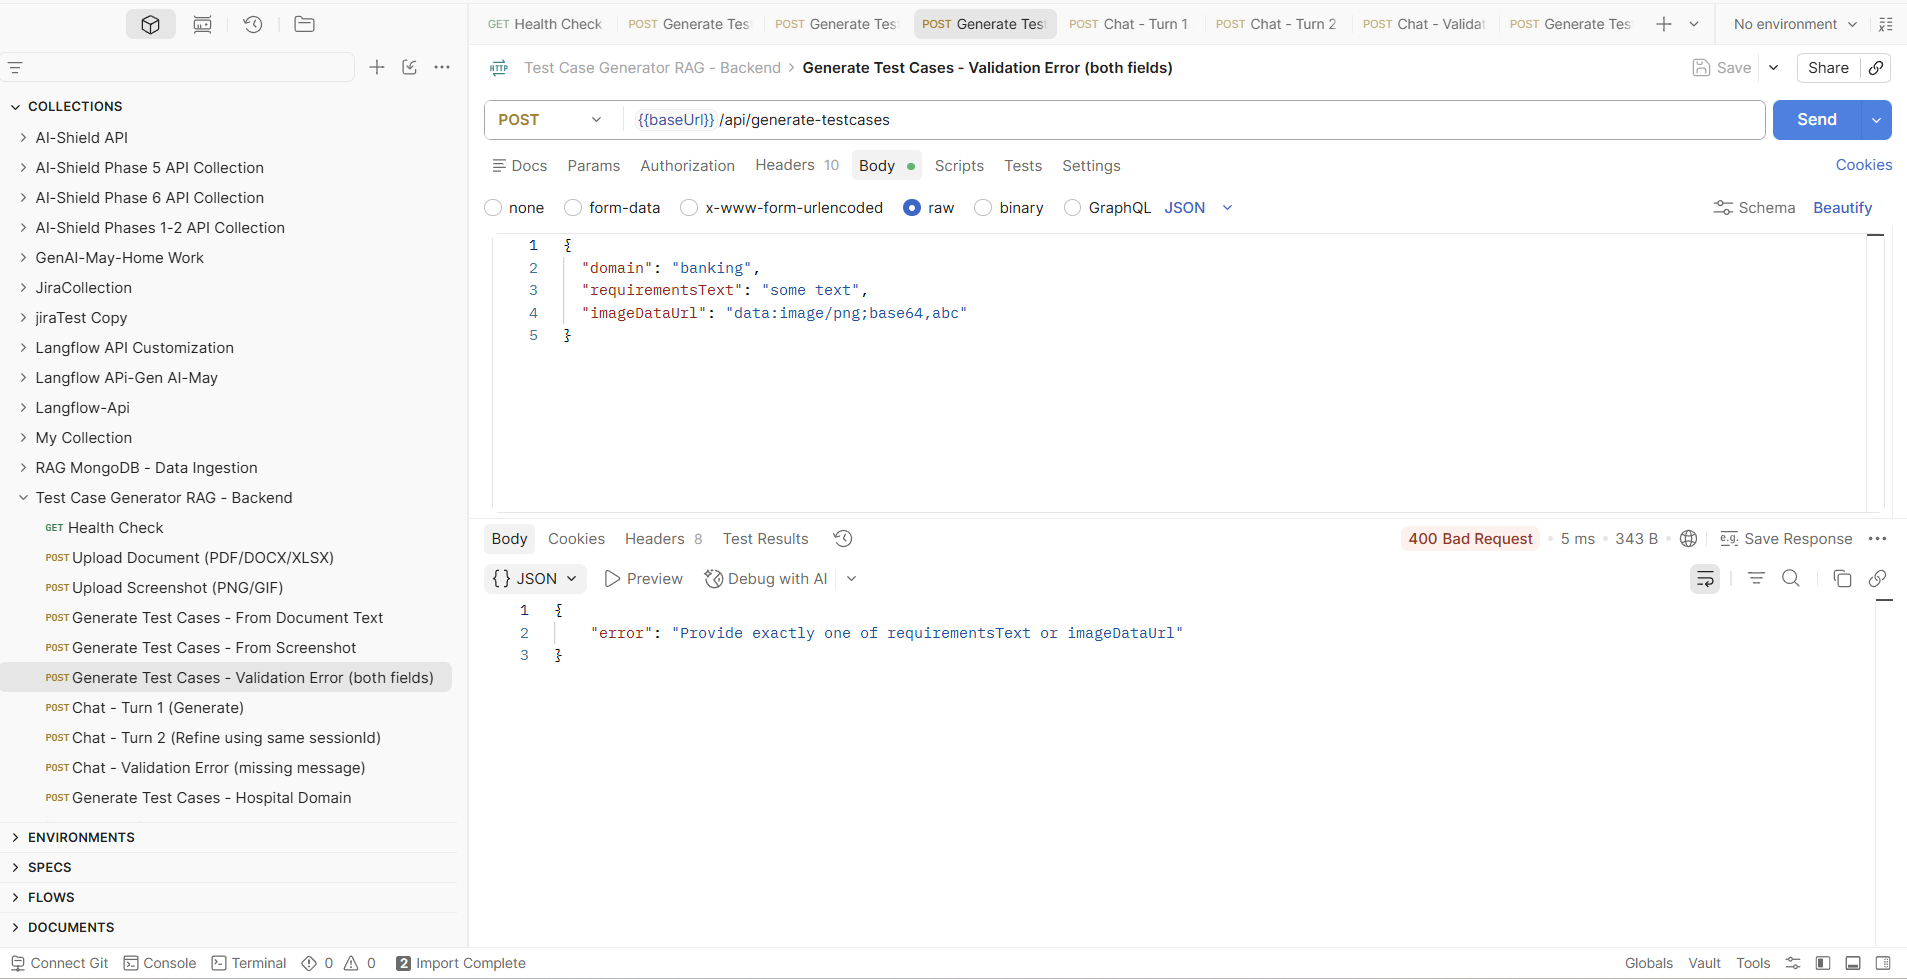 GET Health Check
POST Generate Tes
POST Generate Tes
POST Generate Tes
POST Chat - Turn 1
POST Chat - Turn 2
POST Chat - Validat
POST Generate Tes
No environment
HTTP Test Case Generator RAG - Backend > Generate Test Cases - Validation Error (both fields)
Save
Share
COLLECTIONS
AI-Shield API
AI-Shield Phase 5 API Collection
AI-Shield Phase 6 API Collection
AI-Shield Phases 1-2 API Collection
GenAI-May-Home Work
JiraCollection
jiraTest Copy
Langflow API Customization
Langflow APi-Gen AI-May
Langflow-Api
My Collection
RAG MongoDB - Data Ingestion
Test Case Generator RAG - Backend
GET Health Check
POST Upload Document (PDF/DOCX/XLSX)
POST Upload Screenshot (PNG/GIF)
POST Generate Test Cases - From Document Text
POST Generate Test Cases - From Screenshot
POST Generate Test Cases - Validation Error (both fields)
POST Chat - Turn 1 (Generate)
POST Chat - Turn 2 (Refine using same sessionId)
POST Chat - Validation Error (missing message)
POST Generate Test Cases - Hospital Domain
ENVIRONMENTS
SPECS
FLOWS
DOCUMENTS
POST {{baseUrl}} /api/generate-testcases
Send
Docs Params Authorization Headers 10 Body Scripts Tests Settings Cookies
none form-data x-www-form-urlencoded raw binary GraphQL JSON Schema Beautify
1 {
2 "domain": "banking",
3 "requirementsText": "some text",
4 "imageDataUrl": "data:image/png;base64,abc"
5 }
Body Cookies Headers 8 Test Results 400 Bad Request 5 ms 343 B e.g. Save Response
{} JSON Preview Debug with AI
1 {
2 "error": "Provide exactly one of requirementsText or imageDataUrl"
3 }
Connect Git Console Terminal 0 0 2 Import Complete Globals Vault Tools